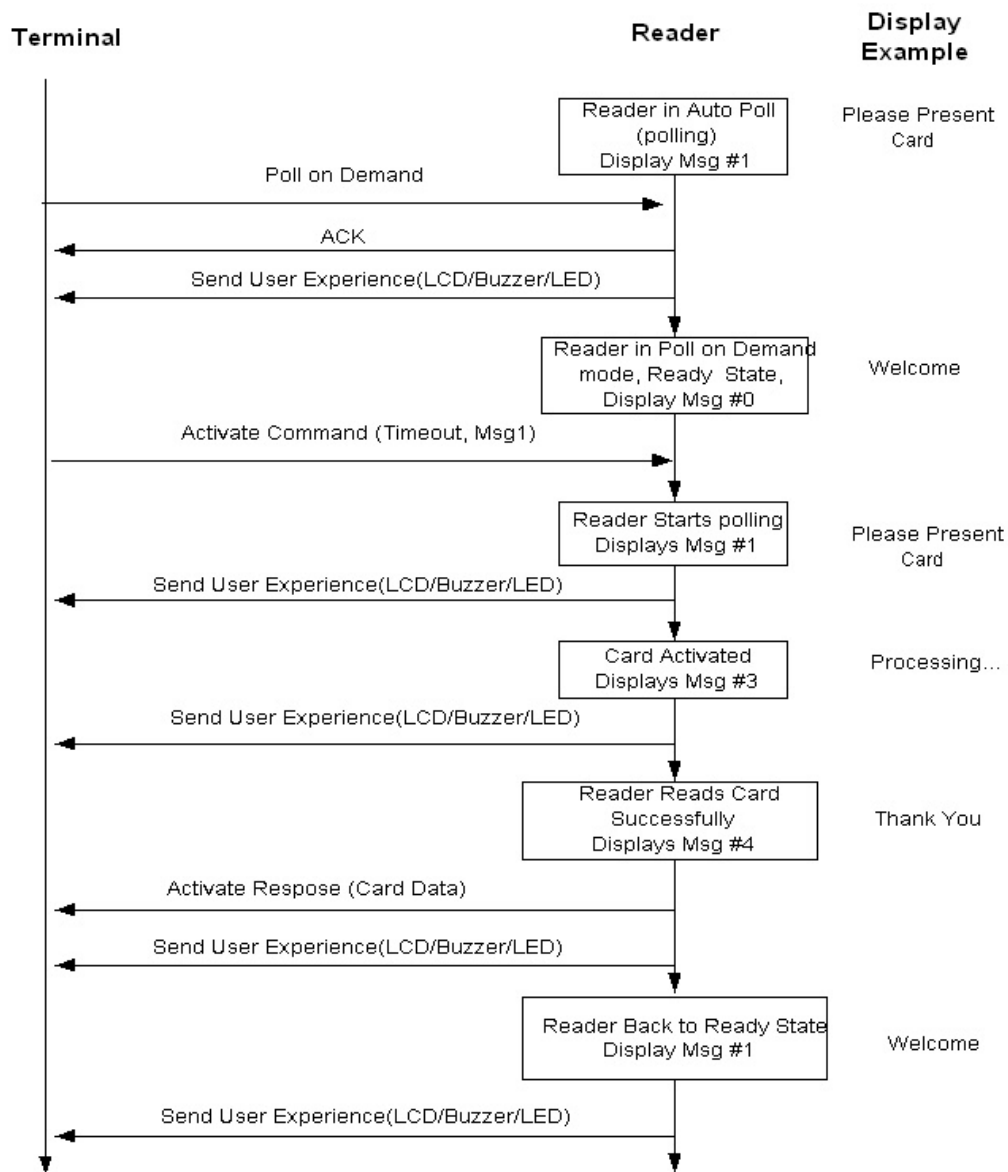 Terminal
Reader
Display
Example
Reader in Auto Poll
(polling)
Display Msg #1
Please Present
Card
Poll on Demand
ACK
Send User Experience(LCD/Buzzer/LED)
Reader in Poll on Demand
mode, Ready State,
Display Msg #0
Welcome
Activate Command (Timeout, Msg1)
Reader Starts polling
Displays Msg #1
Please Present
Card
Send User Experience(LCD/Buzzer/LED)
Card Activated
Displays Msg #3
Processing...
Send User Experience(LCD/Buzzer/LED)
Reader Reads Card
Successfully
Displays Msg #4
Thank You
Activate Respose (Card Data)
Send User Experience(LCD/Buzzer/LED)
Reader Back to Ready State
Display Msg #1
Welcome
Send User Experience(LCD/Buzzer/LED)